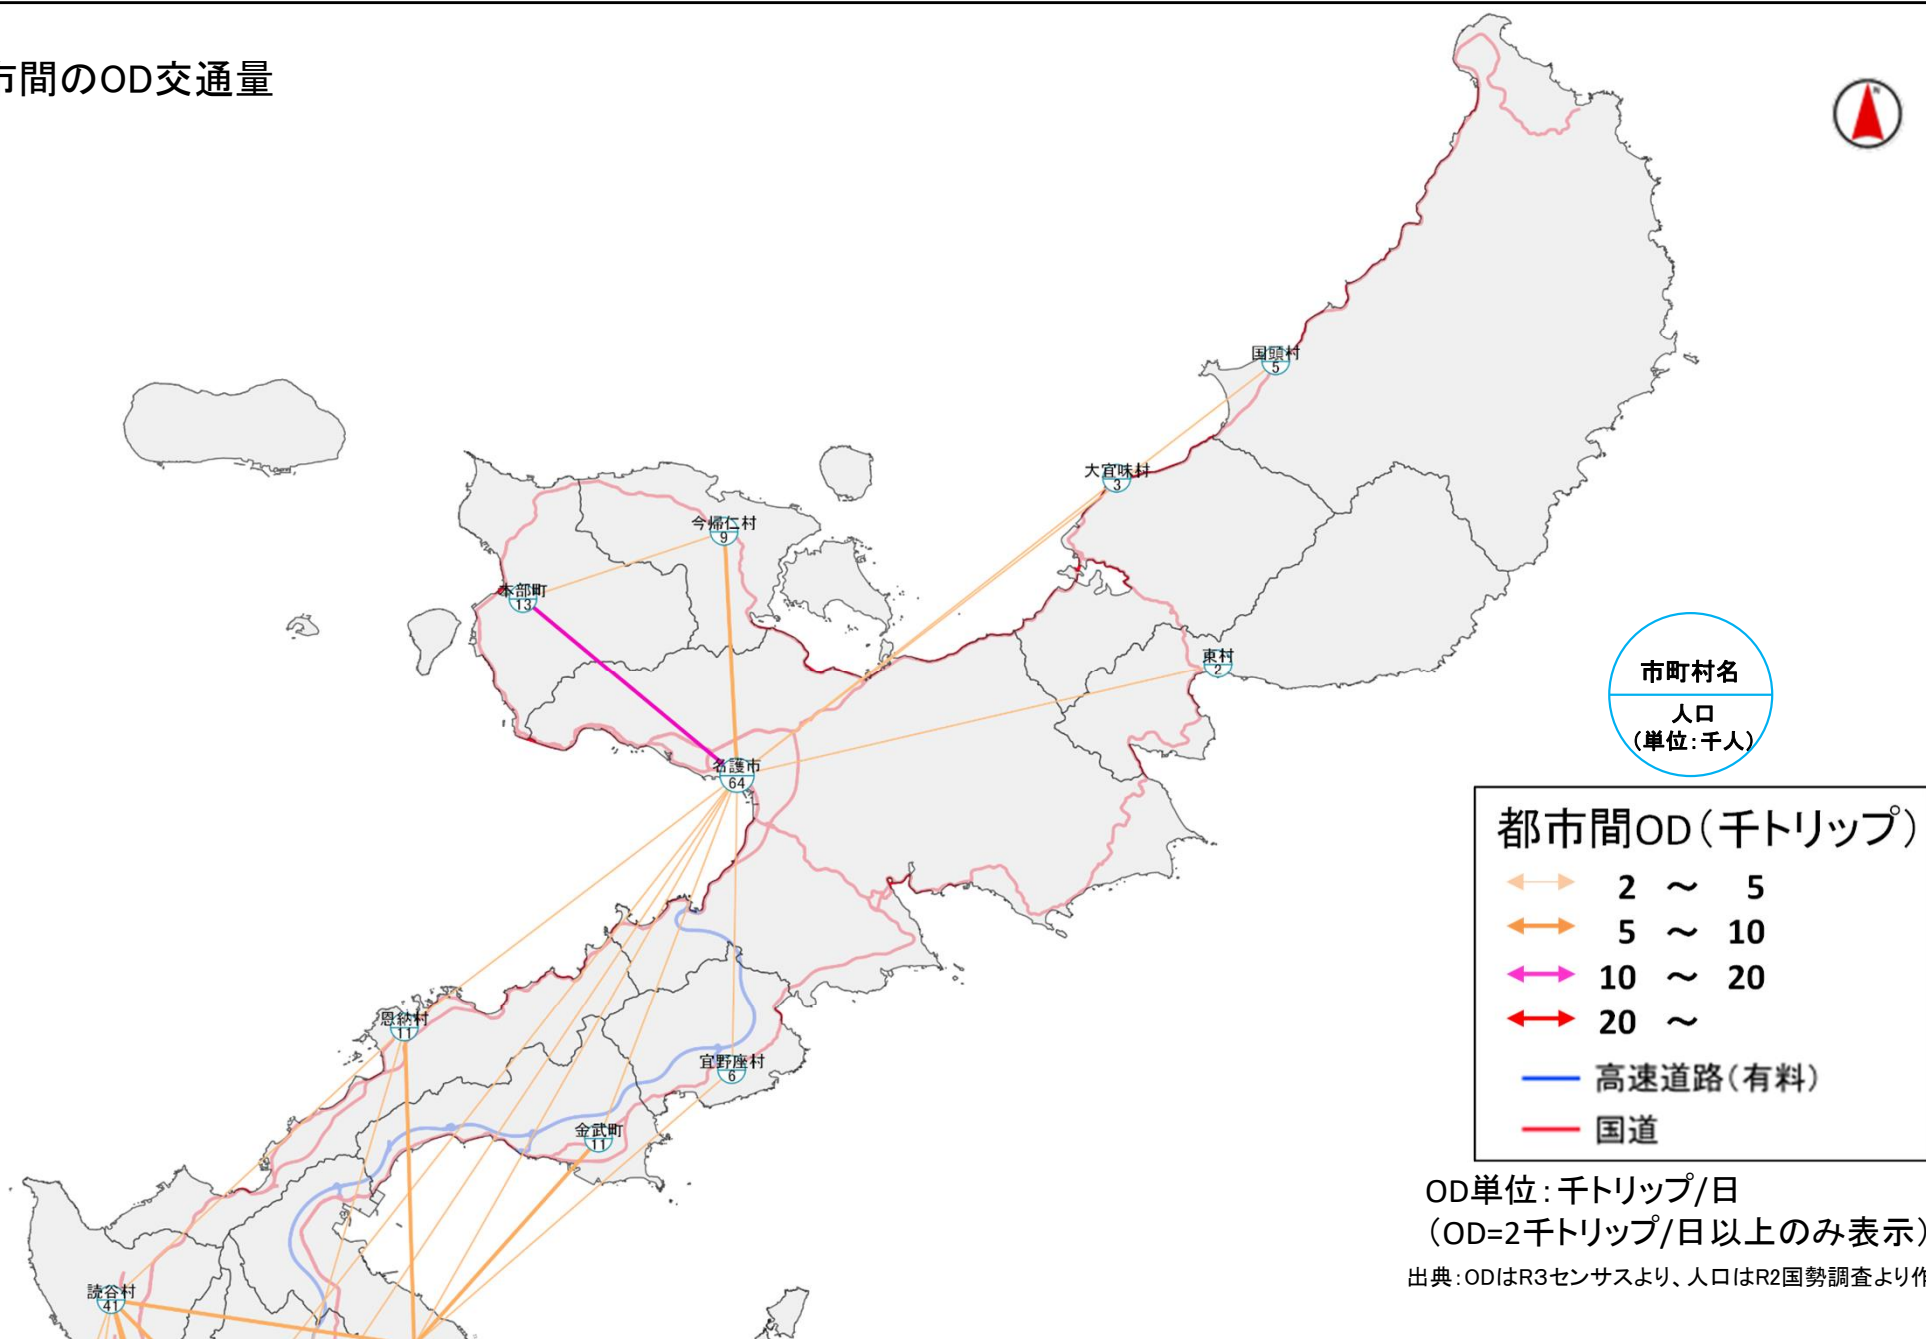 市間のOD交通量
N
国頭村
5
大宜味村
3
今帰仁村
9
本部町
13
東村
2
名護市
64
恩納村
11
宜野座村
6
金武町
11
読谷村
41
市町村名
人口
(単位:千人)
都市間OD(千トリップ)
2 ～ 5
5 ～ 10
10 ～ 20
20 ～
高速道路(有料)
国道
OD単位:千トリップ/日
(OD=2千トリップ/日以上のみ表示)
出典:ODはR3センサスより、人口はR2国勢調査より作